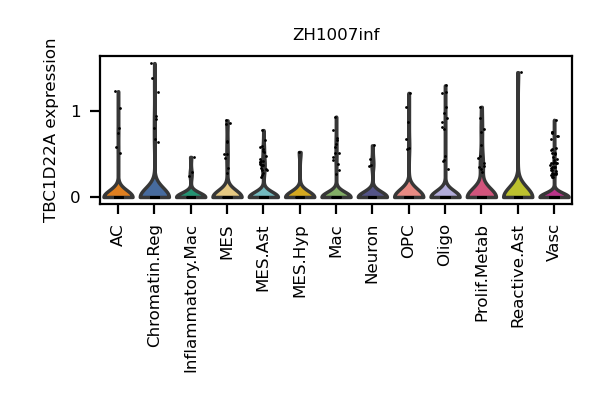 ZH1007inf
TBC1D22A expression
1
0
AC
Chromatin.Reg
Inflammatory.Mac
MES
MES.Ast
MES.Hyp
Mac
Neuron
OPC
Oligo
Prolif.Metab
Reactive.Ast
Vasc